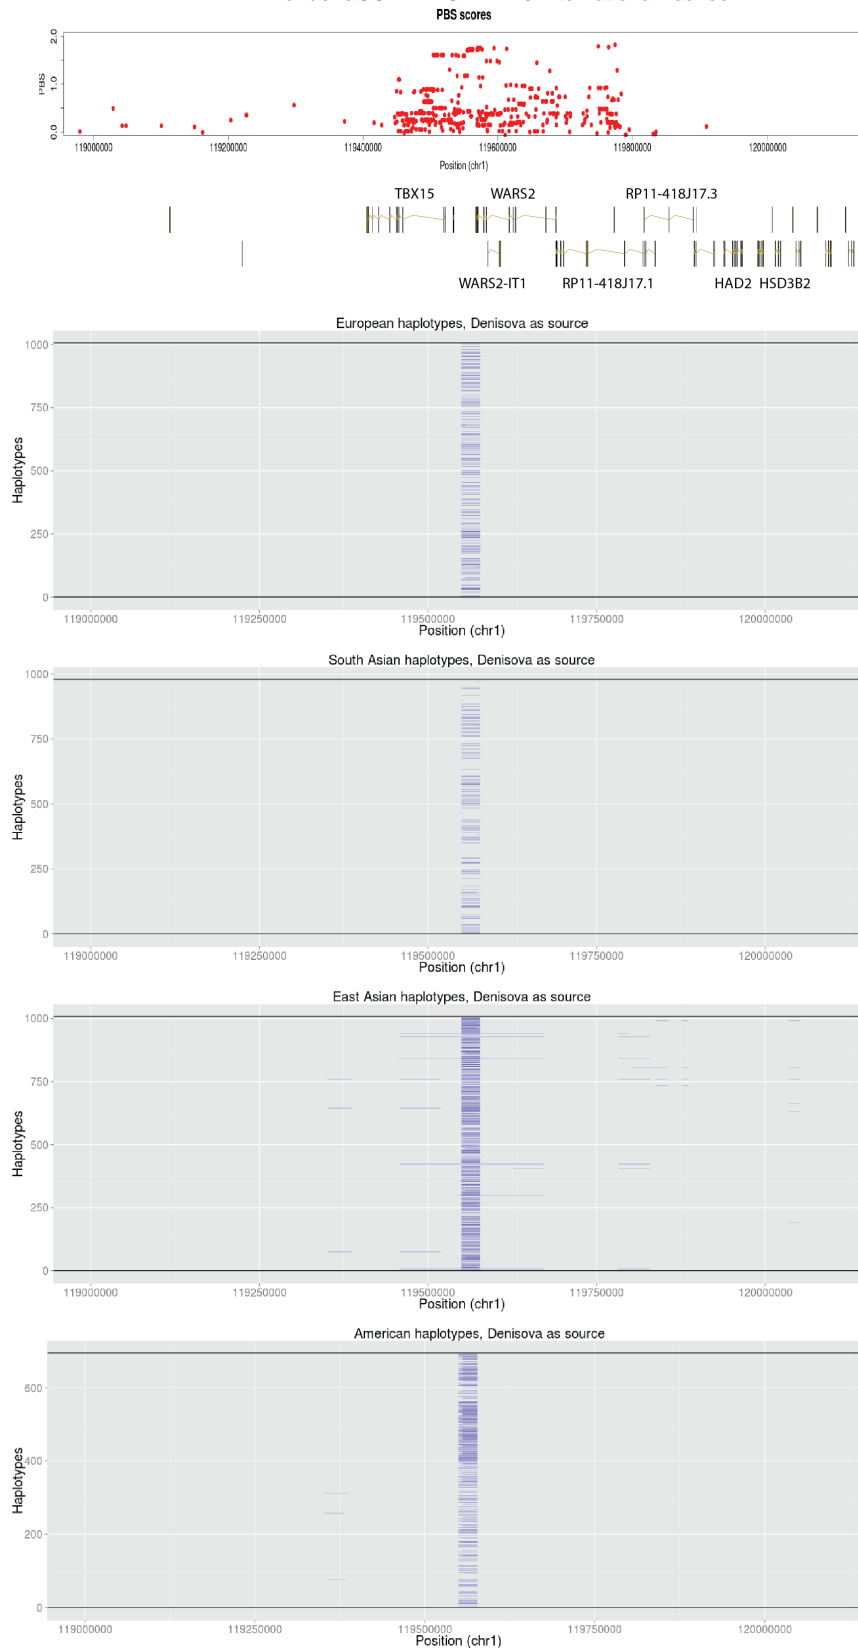 PBS scores
2.0
1.0
0.0
PBS
119000000 119200000 119400000 119600000 119800000 120000000
Position (chr1)
TBX15 WARS2 RP11-418J17.3
WARS2-IT1 RP11-418J17.1 HAD2 HSD3B2
European haplotypes, Denisova as source
1000
750
500
250
0
Haplotypes
119000000 119250000 119500000 119750000 120000000
Position (chr1)
South Asian haplotypes, Denisova as source
1000
750
500
250
0
Haplotypes
119000000 119250000 119500000 119750000 120000000
Position (chr1)
East Asian haplotypes, Denisova as source
1000
750
500
250
0
Haplotypes
119000000 119250000 119500000 119750000 120000000
Position (chr1)
American haplotypes, Denisova as source
600
400
200
0
Haplotypes
119000000 119250000 119500000 119750000 120000000
Position (chr1)